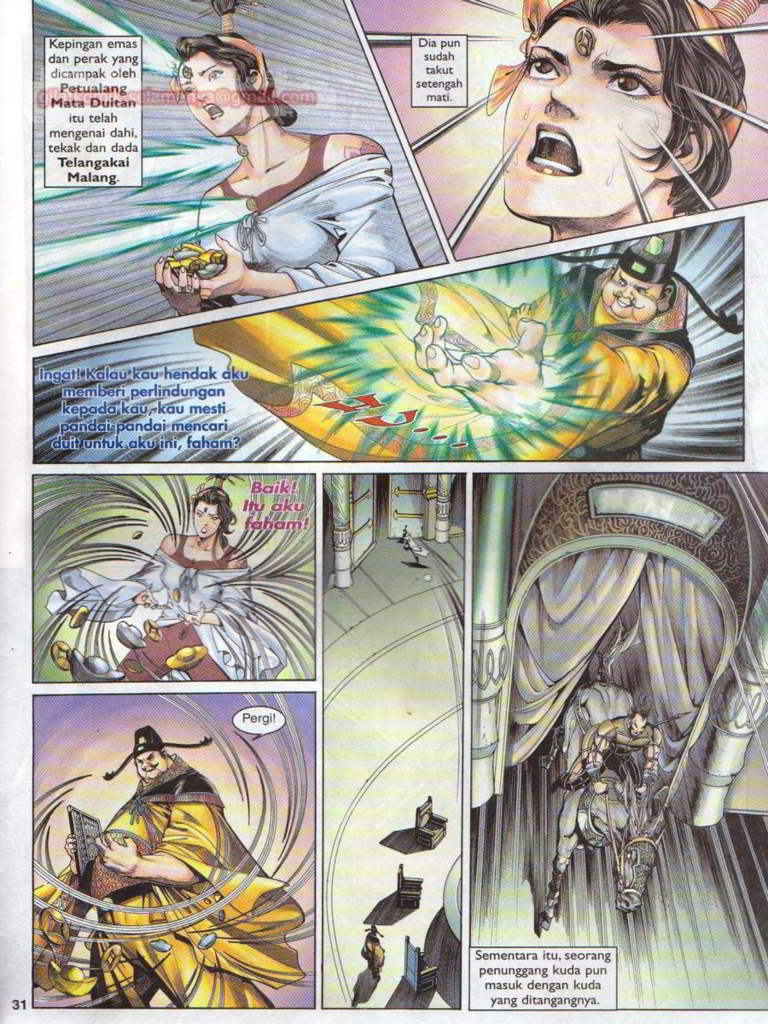 Kepingan emas
dan perak yang
dicampak oleh
Petualang
Mata Duitan
itu telah
mengenai dahi,
tekak dan dada
Telangakai
Malang.
Dia pun
sudah
takut
setengah
mati.
Ingat! Kalau kau hendak aku
memberi perlindungan
kepada kau, kau mesti
pandai-pandai mencari
duit untuk aku ini, faham?
Baik!
Itu aku
faham!
Pergi!
Sementara itu, seorang
penunggang kuda pun
masuk dengan kuda
yang ditangangnya.
31